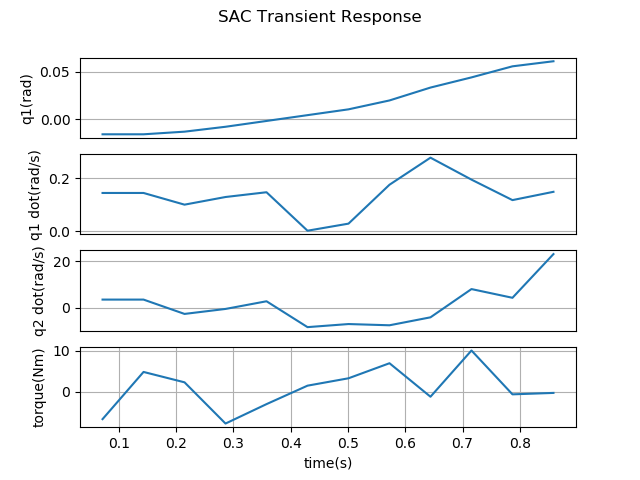 SAC Transient Response
q1(rad)
0.05
0.00
q1 dot(rad/s)
0.2
0.0
q2 dot(rad/s)
20
0
torque(Nm)
10
0
0.1 0.2 0.3 0.4 0.5 0.6 0.7 0.8
time(s)